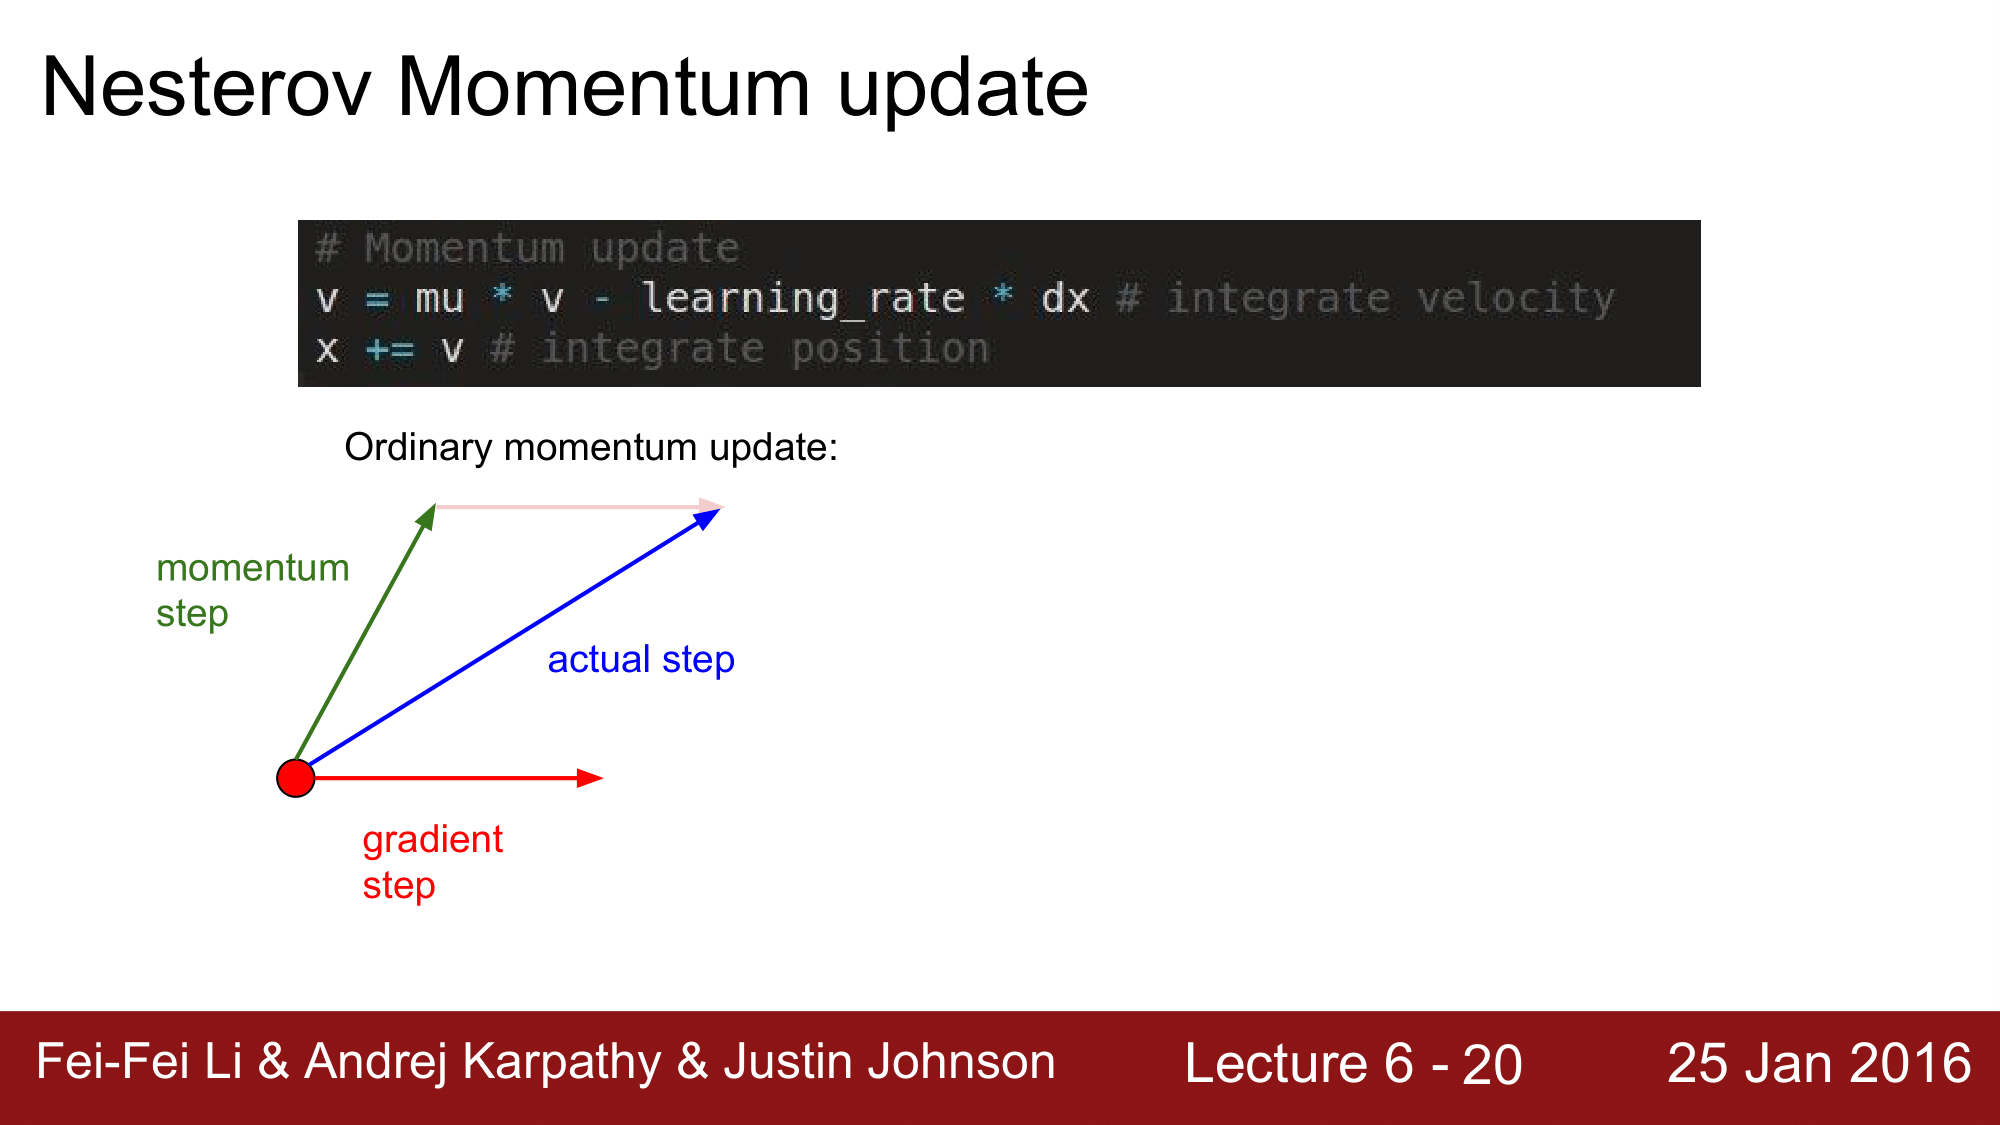 Nesterov Momentum update
# Momentum update
v = mu * v - learning_rate * dx # integrate velocity
x += v # integrate position
Ordinary momentum update:
momentum
step
actual step
gradient
step
Fei-Fei Li & Andrej Karpathy & Justin Johnson
Lecture 6 - 20
25 Jan 2016